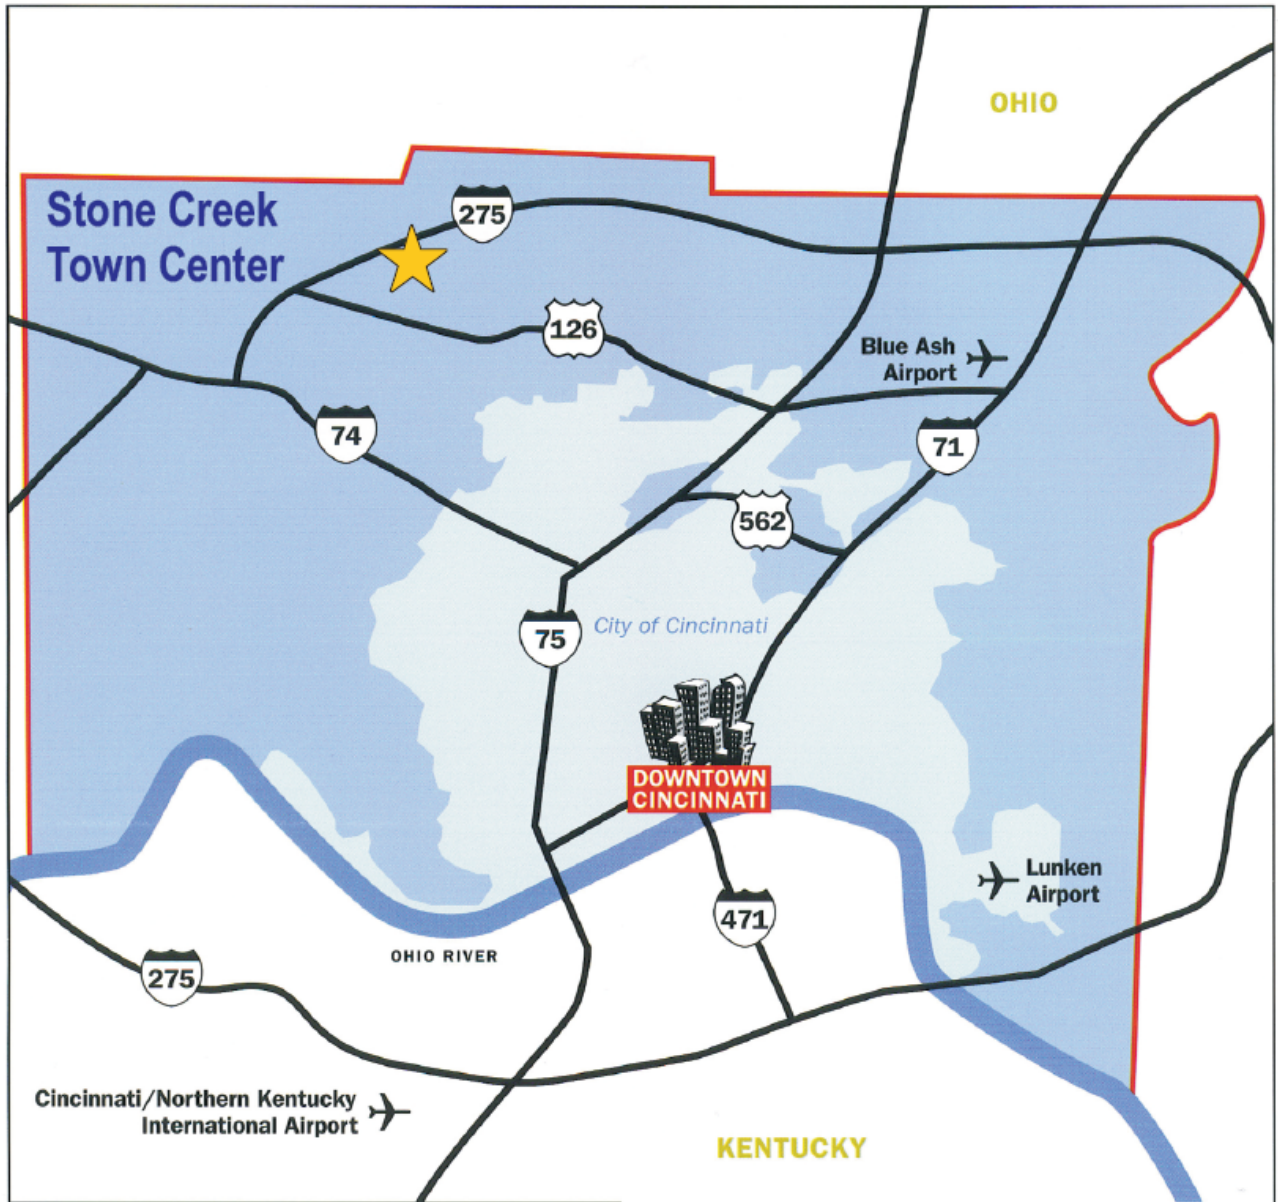 OHIO
Stone Creek
Town Center
275
126
Blue Ash
Airport
74
71
562
75
City of Cincinnati
DOWNTOWN
CINCINNATI
Lunken
Airport
471
OHIO RIVER
275
Cincinnati/Northern Kentucky
International Airport
KENTUCKY